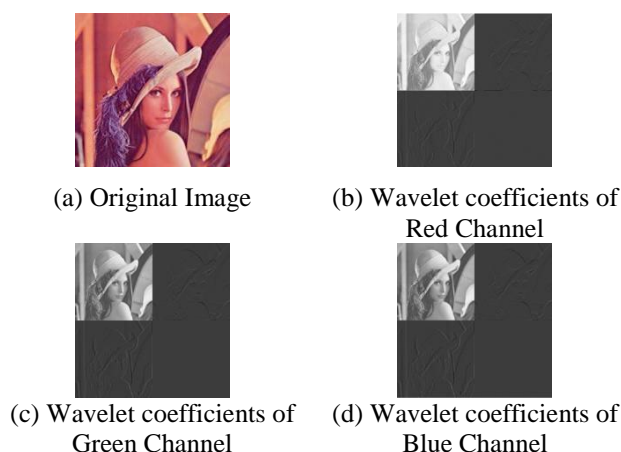 (a) Original Image
(b) Wavelet coefficients of
Red Channel
(c) Wavelet coefficients of
Green Channel
(d) Wavelet coefficients of
Blue Channel